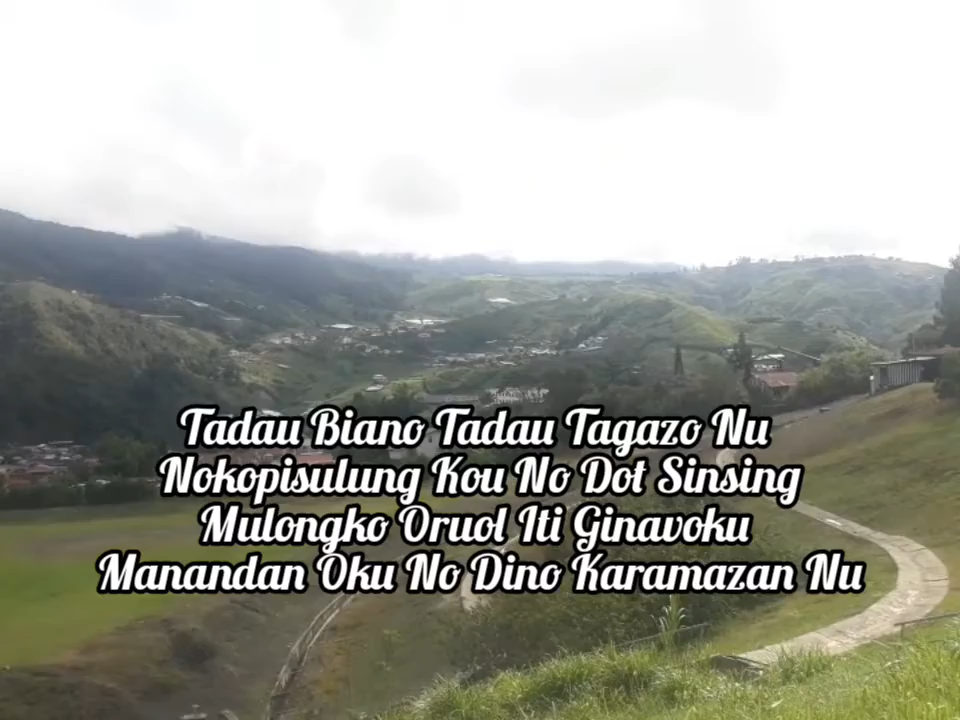 Tadau Biano Tadau Tagazo Nu
Nokopisulung Kou No Dot Sinsing
Mulongko Oruol Iti Ginavoku
Manandan Oku No Dino Karamazan Nu